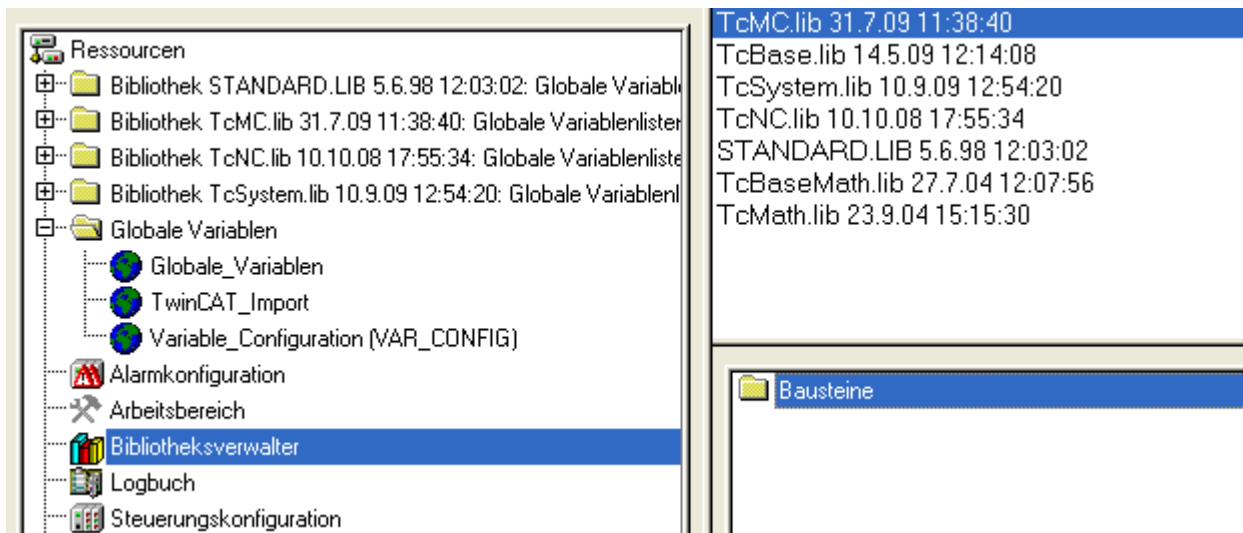 Ressourcen
Bibliothek STANDARD.LIB 5.6.98 12:03:02: Globale Variabl
Bibliothek TcMC.lib 31.7.09 11:38:40: Globale Variablenlister
Bibliothek TcNC.lib 10.10.08 17:55:34: Globale Variablenliste
Bibliothek TcSystem.lib 10.9.09 12:54:20: Globale Variablenl
Globale Variablen
Globale_Variablen
TwinCAT_Import
Variable_Configuration (VAR_CONFIG)
Alarmkonfiguration
Arbeitsbereich
Bibliotheksverwalter
Logbuch
Steuerungskonfiguration
TcMC.lib 31.7.09 11:38:40
TcBase.lib 14.5.09 12:14:08
TcSystem.lib 10.9.09 12:54:20
TcNC.lib 10.10.08 17:55:34
STANDARD.LIB 5.6.98 12:03:02
TcBaseMath.lib 27.7.04 12:07:56
TcMath.lib 23.9.04 15:15:30
Bausteine